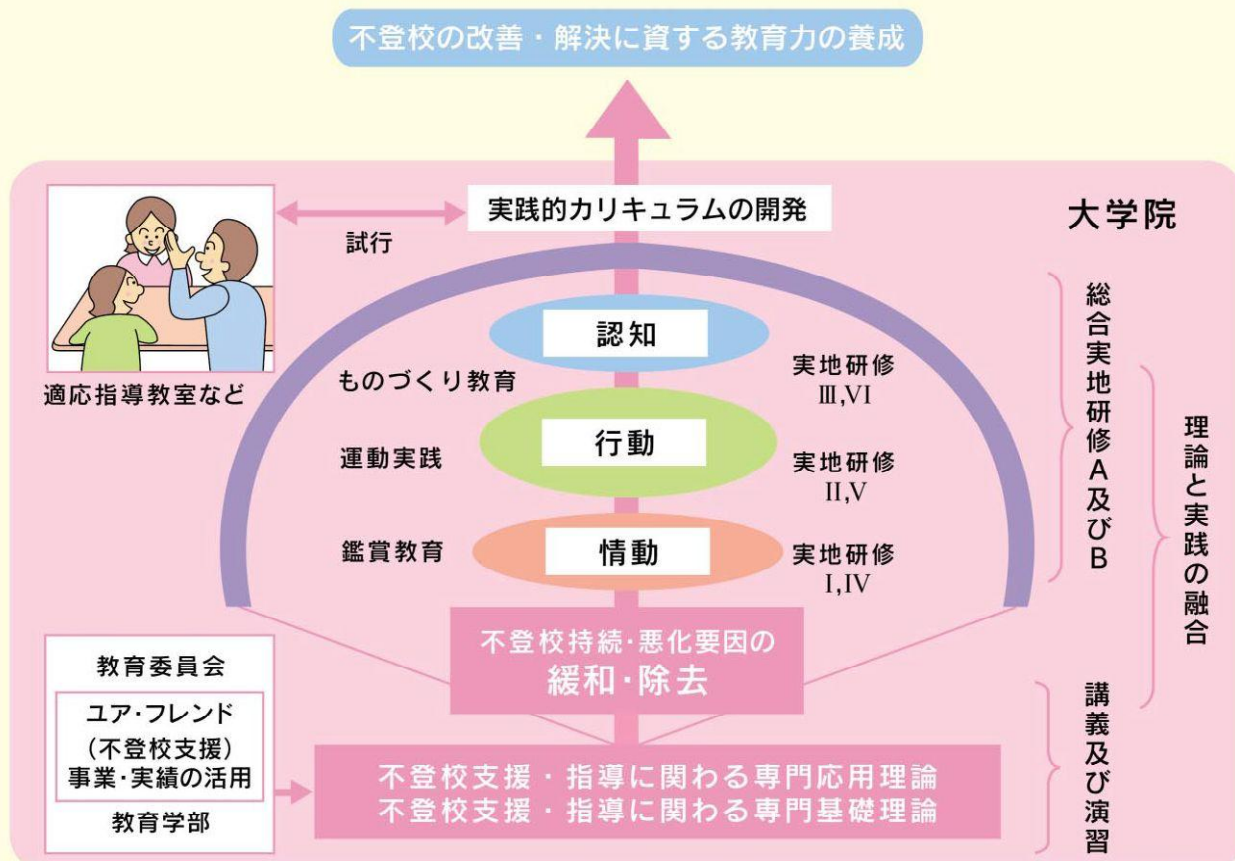 不登校の改善・解決に資する教育力の養成
実践的カリキュラムの開発
大学院
試行
適応指導教室など
認知
ものづくり教育
実地研修
Ⅲ,Ⅵ
行動
運動実践
実地研修
Ⅱ,Ⅴ
情動
鑑賞教育
実地研修
Ⅰ,Ⅳ
総合実地研修A及びB
理論と実践の融合
不登校持続・悪化要因の
緩和・除去
教育委員会
ユア・フレンド
（不登校支援）
事業・実績の活用
教育学部
不登校支援・指導に関わる専門応用理論
不登校支援・指導に関わる専門基礎理論
講義及び演習